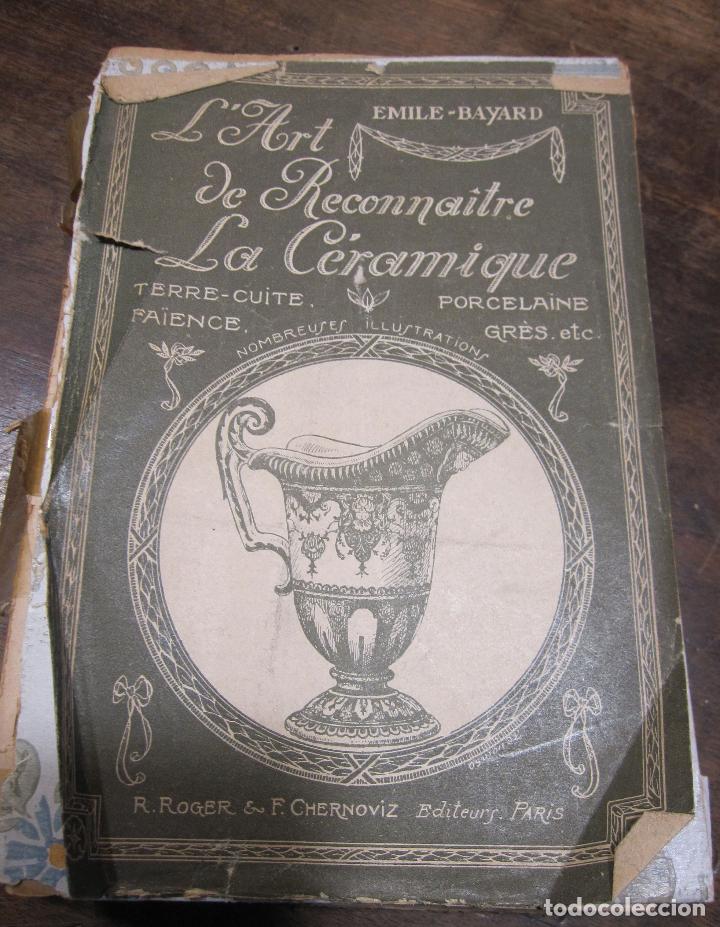 EMILE-BAYARD
L'Art
de Reconnaître
La Céramique
TERRE-CUITE, PORCELAINE
FAÏENCE, GRÈS. etc.
NOMBREUSES ILLUSTRATIONS
R. ROGER & F. CHERNOVIZ Editeurs. PARIS
todocoleccion